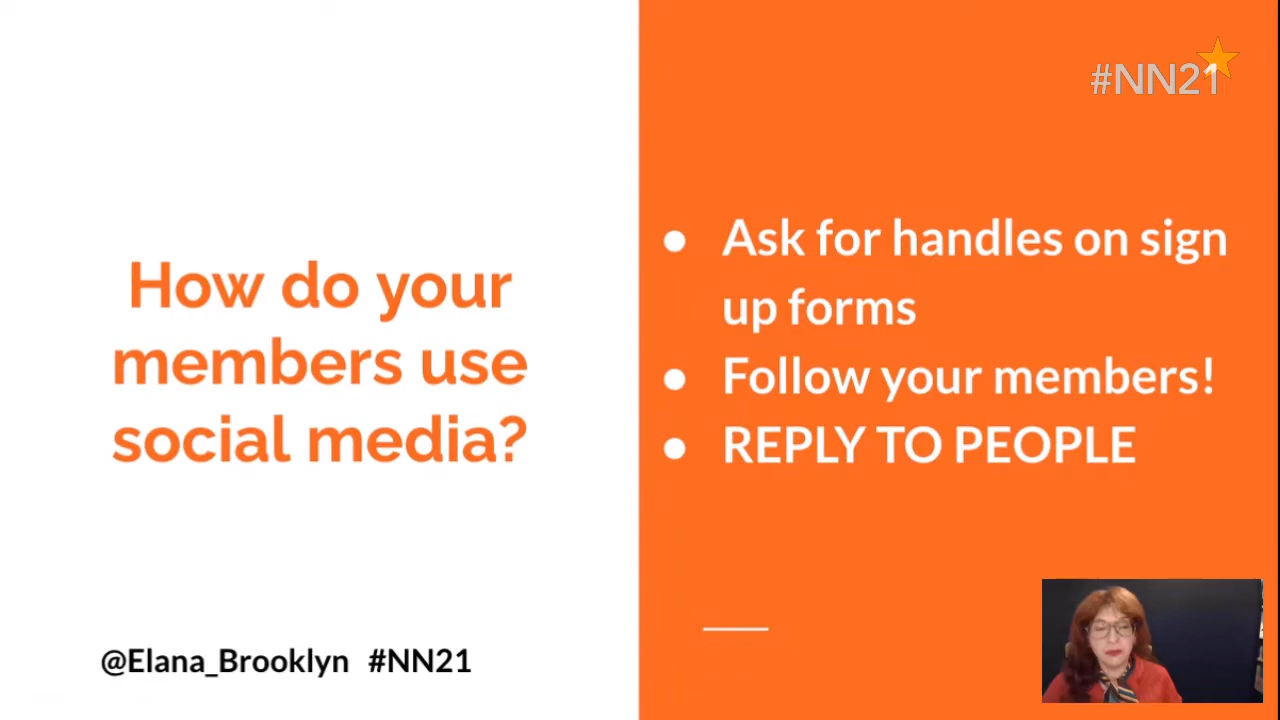 #NN21
How do your
members use
social media?
● Ask for handles on sign
up forms
● Follow your members!
● REPLY TO PEOPLE
@Elana_Brooklyn #NN21